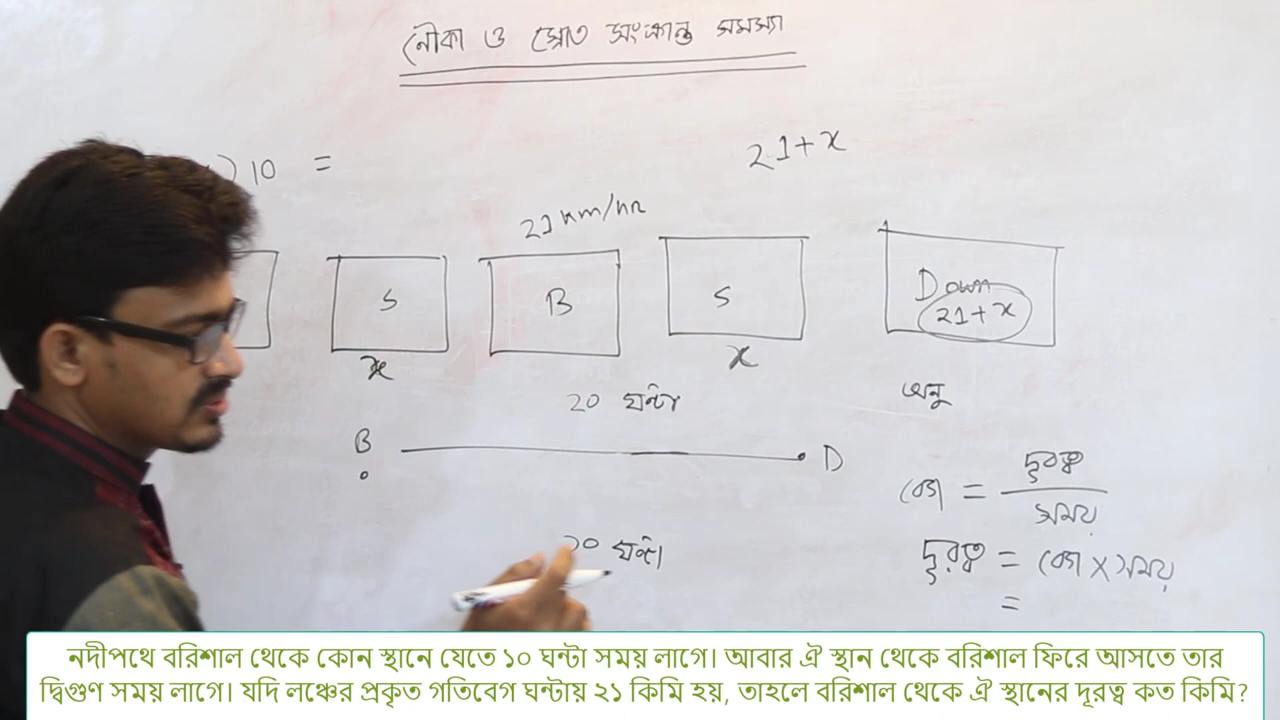 নৌকা ও স্রোত সংক্রান্ত সমস্যা
) 10 =
21+x
21 km/hr
S
B
S
Down
21+x
x
x
20 ঘন্টা
অনু
B
D
বেগ = দূরত্ব / সময়
১০ ঘন্টা
দূরত্ব = বেগ X সময়
=
নদীপথে বরিশাল থেকে কোন স্থানে যেতে ১০ ঘন্টা সময় লাগে। আবার ঐ স্থান থেকে বরিশাল ফিরে আসতে তার
দ্বিগুণ সময় লাগে। যদি লঞ্চের প্রকৃত গতিবেগ ঘন্টায় ২১ কিমি হয়, তাহলে বরিশাল থেকে ঐ স্থানের দূরত্ব কত কিমি?